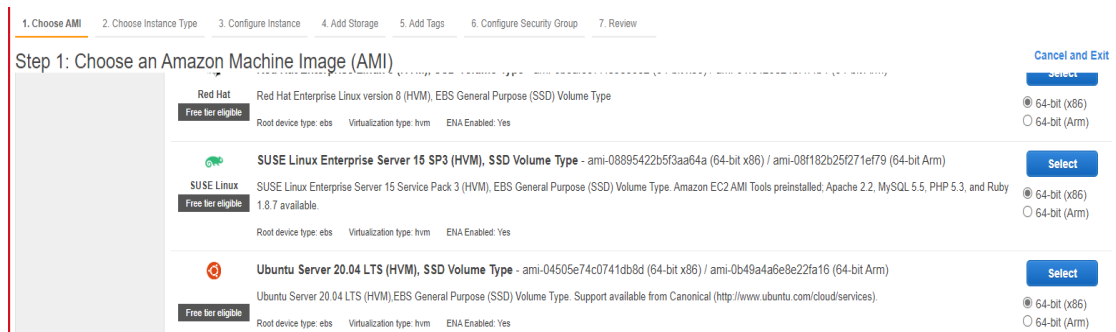 1. Choose AMI 2. Choose Instance Type 3. Configure Instance 4. Add Storage 5. Add Tags 6. Configure Security Group 7. Review
Step 1: Choose an Amazon Machine Image (AMI)
Cancel and Exit
Select
Red Hat
Free tier eligible
Red Hat Enterprise Linux version 8 (HVM), EBS General Purpose (SSD) Volume Type
Root device type: ebs Virtualization type: hvm ENA Enabled: Yes
64-bit (x86)
64-bit (Arm)
SUSE Linux Enterprise Server 15 SP3 (HVM), SSD Volume Type - ami-08895422b5f3aa64a (64-bit x86) / ami-08f182b25f271ef79 (64-bit Arm)
Select
SUSE Linux
Free tier eligible
SUSE Linux Enterprise Server 15 Service Pack 3 (HVM), EBS General Purpose (SSD) Volume Type. Amazon EC2 AMI Tools preinstalled; Apache 2.2, MySQL 5.5, PHP 5.3, and Ruby
1.8.7 available.
Root device type: ebs Virtualization type: hvm ENA Enabled: Yes
64-bit (x86)
64-bit (Arm)
Ubuntu Server 20.04 LTS (HVM), SSD Volume Type - ami-04505e74c0741db8d (64-bit x86) / ami-0b49a4a6e8e22fa16 (64-bit Arm)
Select
Free tier eligible
Ubuntu Server 20.04 LTS (HVM),EBS General Purpose (SSD) Volume Type. Support available from Canonical (http://www.ubuntu.com/cloud/services).
Root device type: ebs Virtualization type: hvm ENA Enabled: Yes
64-bit (x86)
64-bit (Arm)